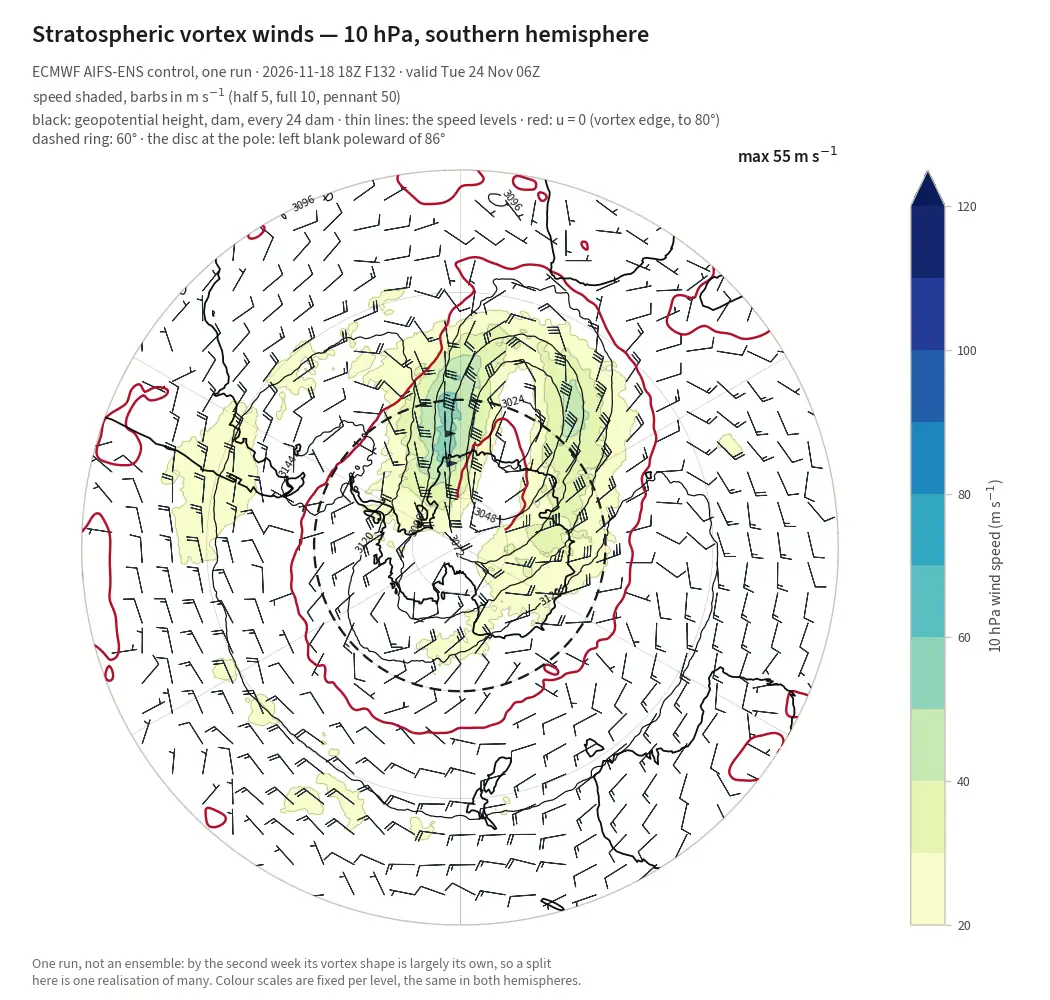 Stratospheric vortex winds — 10 hPa, southern hemisphere
ECMWF AIFS-ENS control, one run · 2026-11-18 18Z F132 · valid Tue 24 Nov 06Z
speed shaded, barbs in m s⁻¹ (half 5, full 10, pennant 50)
black: geopotential height, dam, every 24 dam · thin lines: the speed levels · red: u = 0 (vortex edge, to 80°)
dashed ring: 60° · the disc at the pole: left blank poleward of 86°
max 55 m s⁻¹
3096
3096
120
100
80
60
40
20
10 hPa wind speed (m s⁻¹)
3024
3144
3048
3120
One run, not an ensemble: by the second week its vortex shape is largely its own, so a split
here is one realisation of many. Colour scales are fixed per level, the same in both hemispheres.